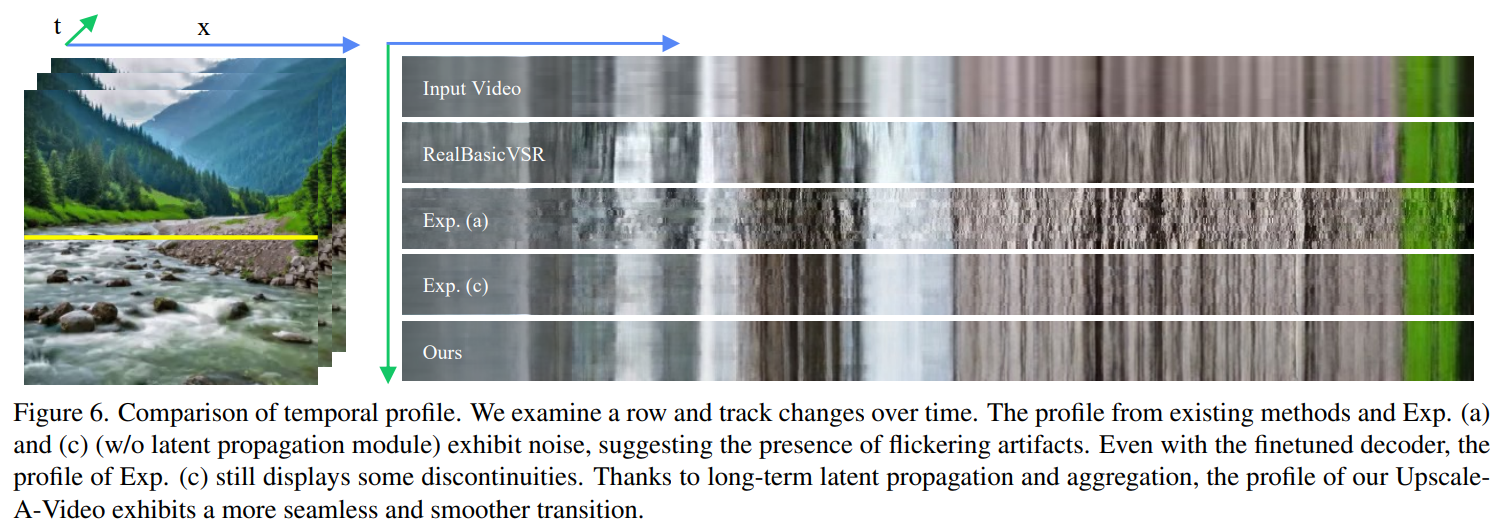 t
x
Input Video
RealBasicVSR
Exp. (a)
Exp. (c)
Ours
Figure 6. Comparison of temporal profile. We examine a row and track changes over time. The profile from existing methods and Exp. (a)
and (c) (w/o latent propagation module) exhibit noise, suggesting the presence of flickering artifacts. Even with the finetuned decoder, the
profile of Exp. (c) still displays some discontinuities. Thanks to long-term latent propagation and aggregation, the profile of our Upscale-
A-Video exhibits a more seamless and smoother transition.